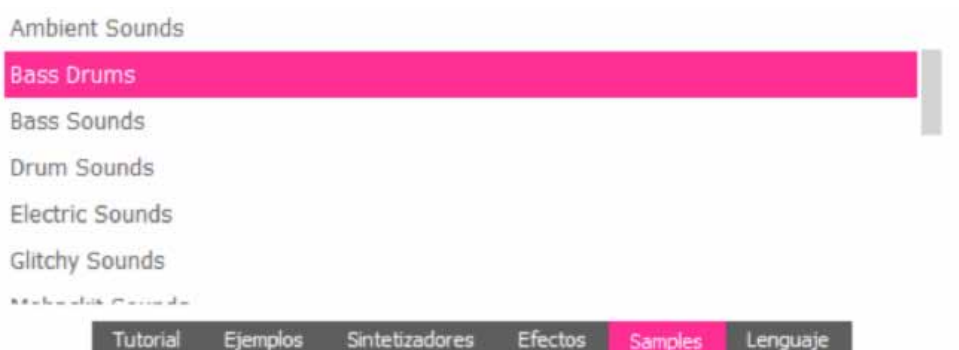 Ambient Sounds
Bass Drums
Bass Sounds
Drum Sounds
Electric Sounds
Glitchy Sounds
Tutorial Ejemplos Sintetizadores Efectos Samples Lenguaje